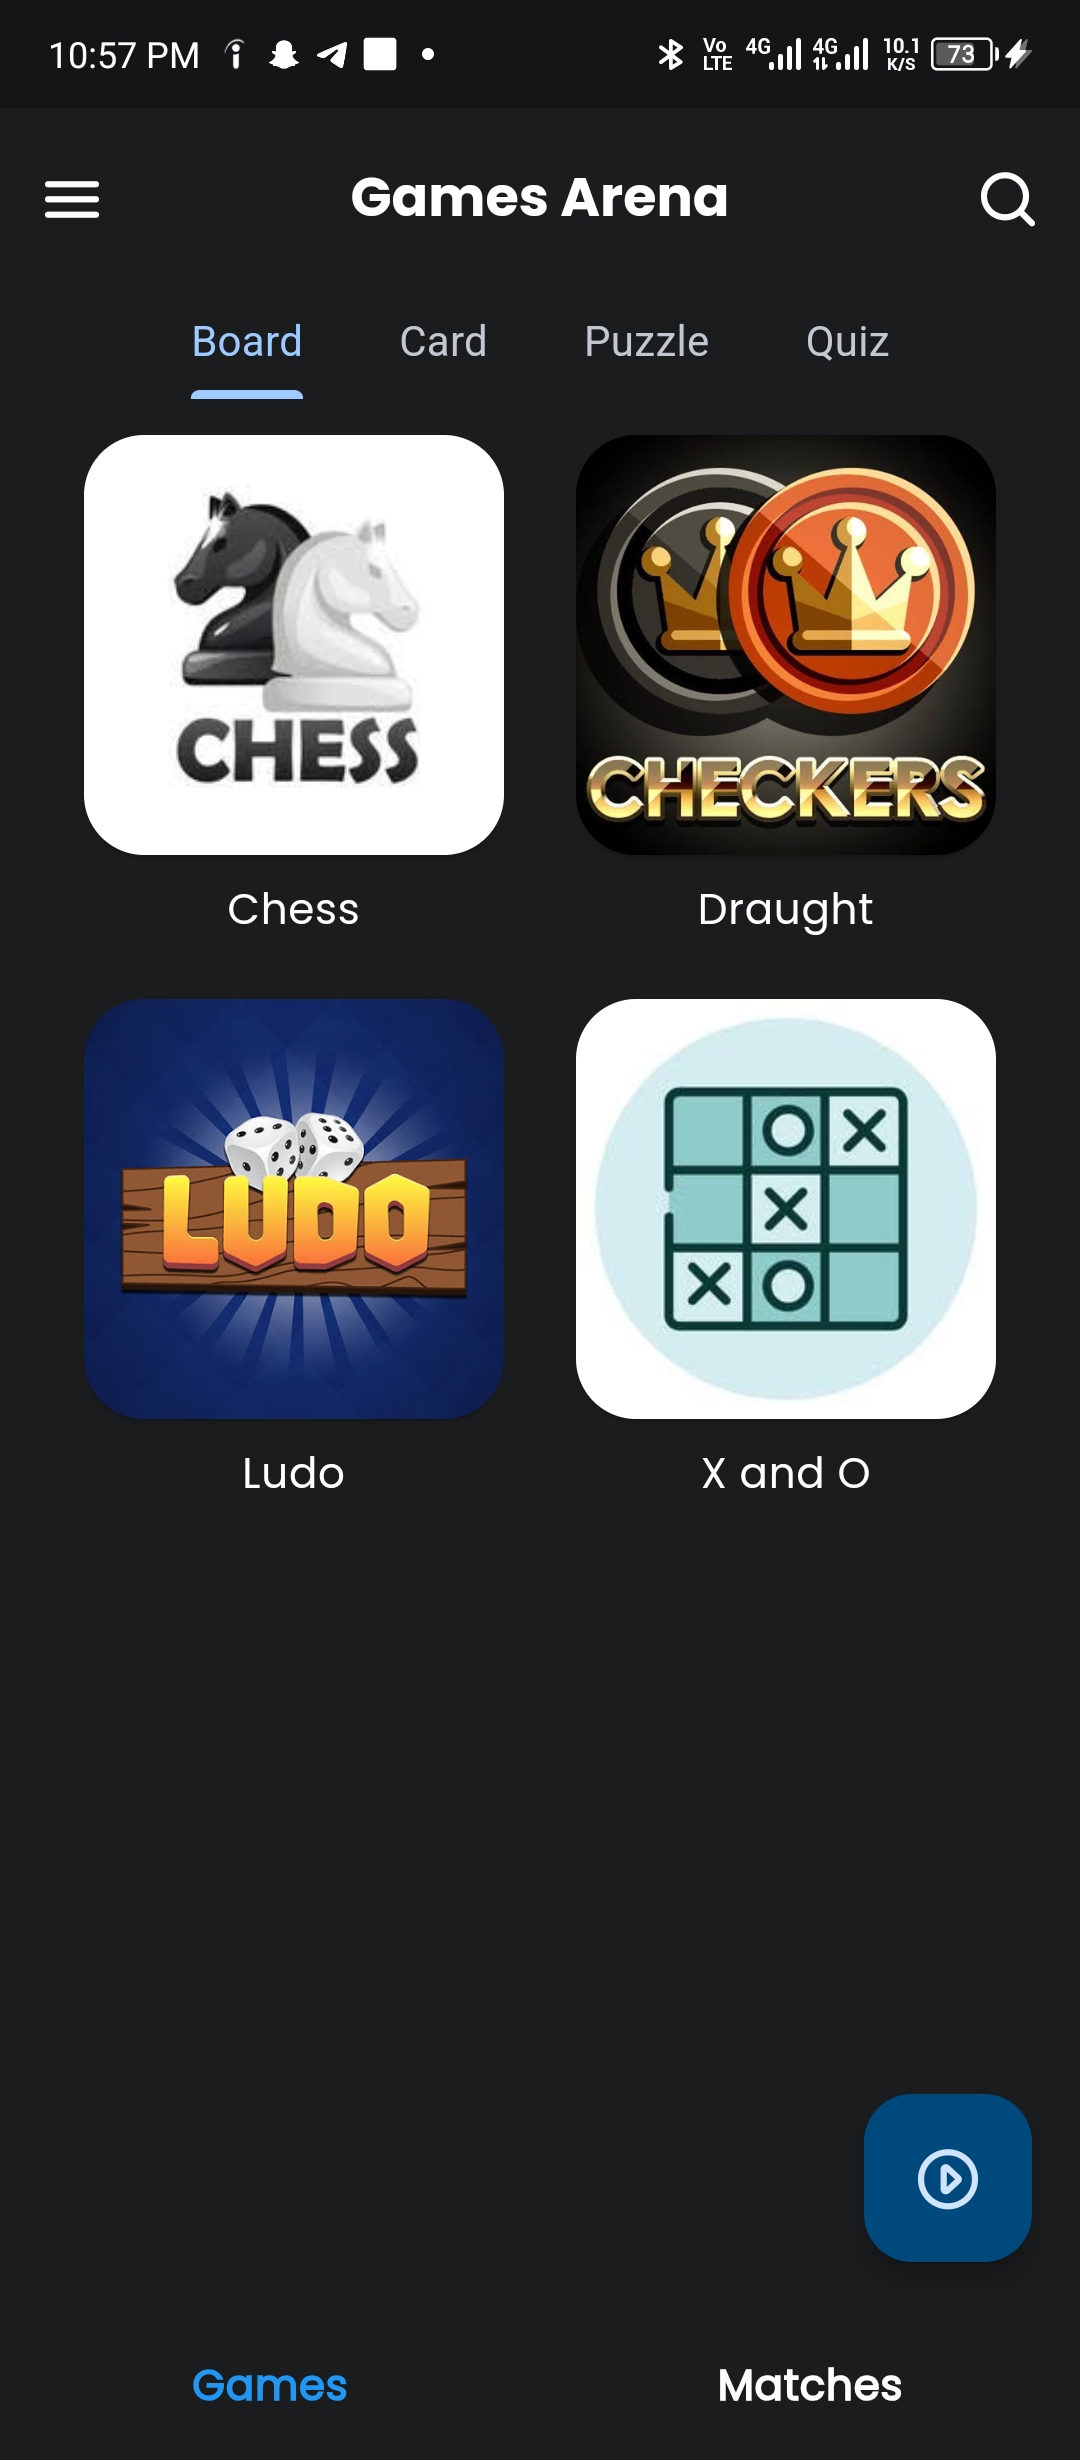 10:57 PM Vo LTE 4G 4G 10.1 K/S 73
Games Arena
Board Card Puzzle Quiz
CHESS
CHECKERS
Chess Draught
LUDO
Ludo X and O
Games Matches